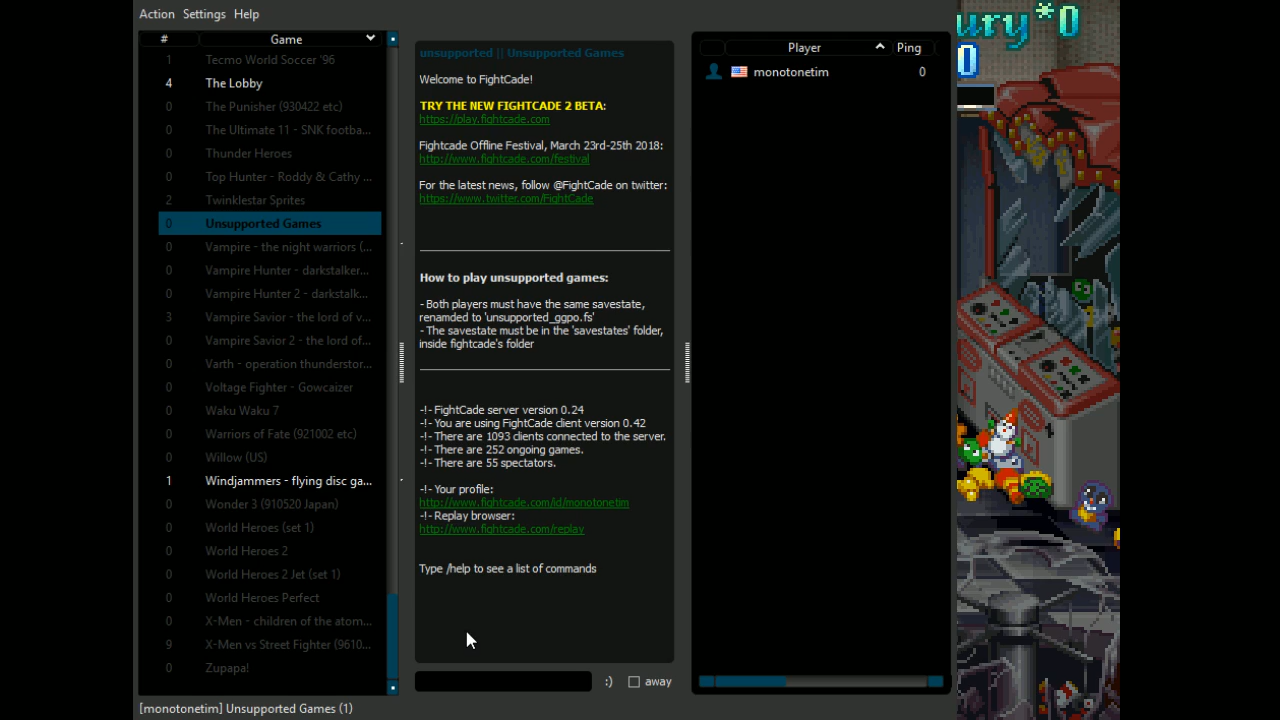 Action Settings Help
# Game
1 Tecmo World Soccer '96
4 The Lobby
0 The Punisher (930422 etc)
0 The Ultimate 11 - SNK footba...
0 Thunder Heroes
0 Top Hunter - Roddy & Cathy ...
2 Twinklestar Sprites
0 Unsupported Games
0 Vampire - the night warriors (...
0 Vampire Hunter - darkstalker...
0 Vampire Hunter 2 - darkstalk...
3 Vampire Savior - the lord of v...
0 Vampire Savior 2 - the lord of...
0 Varth - operation thunderstor...
0 Voltage Fighter - Gowcaizer
0 Waku Waku 7
0 Warriors of Fate (921002 etc)
0 Willow (US)
1 Windjammers - flying disc ga...
0 Wonder 3 (910520 Japan)
0 World Heroes (set 1)
0 World Heroes 2
0 World Heroes 2 Jet (set 1)
0 World Heroes Perfect
0 X-Men - children of the atom...
9 X-Men vs Street Fighter (9610...
0 Zupapa!
[monotonetim] Unsupported Games (1)
unsupported || Unsupported Games
Welcome to FightCade!
TRY THE NEW FIGHTCADE 2 BETA:
https://play.fightcade.com
Fightcade Offline Festival, March 23rd-25th 2018:
http://www.fightcade.com/festival
For the latest news, follow @FightCade on twitter:
https://www.twitter.com/FightCade
How to play unsupported games:
- Both players must have the same savestate,
renamded to 'unsupported_ggpo.fs'
- The savestate must be in the 'savestates' folder,
inside fightcade's folder
-!- FightCade server version 0.24
-!- You are using FightCade client version 0.42
-!- There are 1093 clients connected to the server.
-!- There are 252 ongoing games.
-!- There are 55 spectators.
-!- Your profile:
http://www.fightcade.com/id/monotonetim
-!- Replay browser:
http://www.fightcade.com/replay
Type /help to see a list of commands
:) away
Player Ping
monotonetim 0
ury*0
0